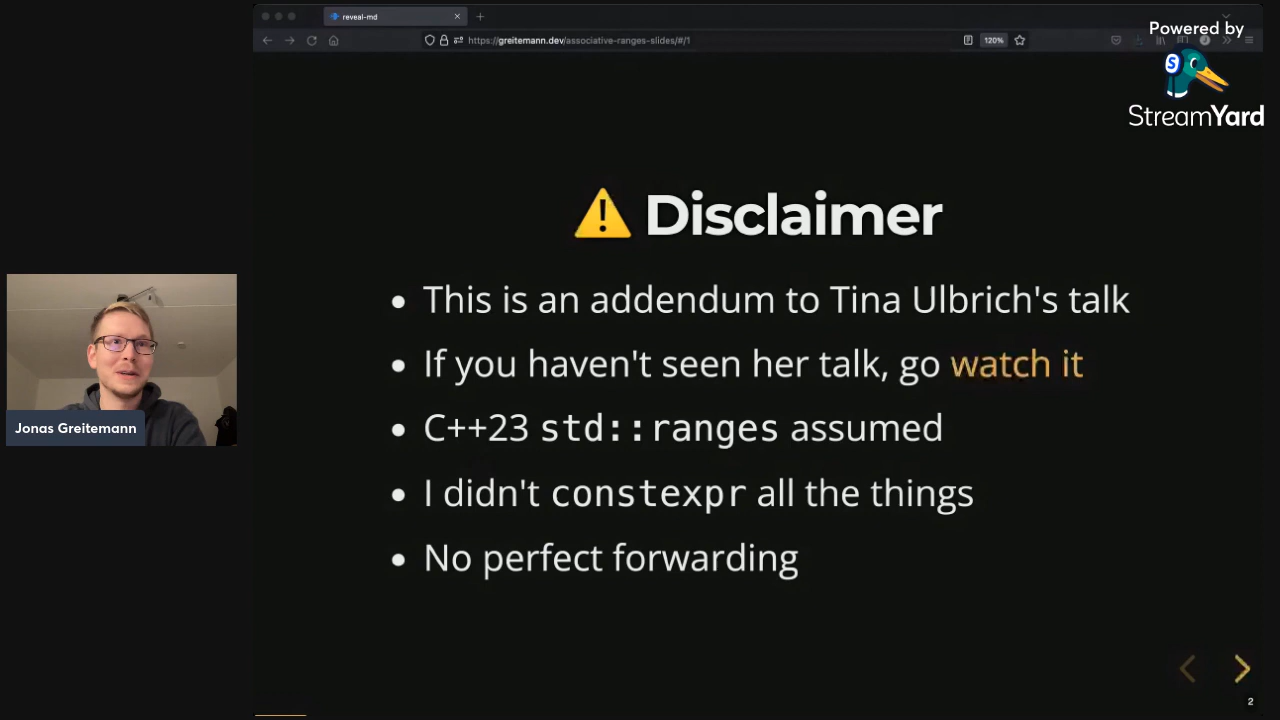 reveal-md
https://greitemann.dev/associative-ranges-slides/#/1
120%
Powered by
S
StreamYard
Disclaimer
This is an addendum to Tina Ulbrich's talk
If you haven't seen her talk, go watch it
C++23 std::ranges assumed
I didn't constexpr all the things
No perfect forwarding
Jonas Greitemann
2